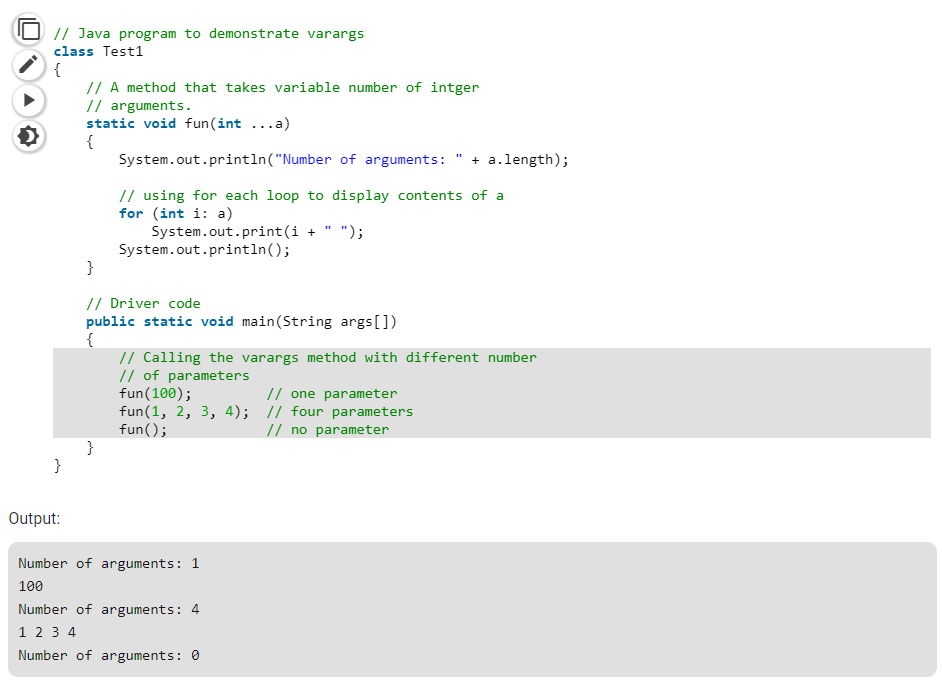 // Java program to demonstrate varargs
class Test1
{
    // A method that takes variable number of intger
    // arguments.
    static void fun(int ...a)
    {
        System.out.println("Number of arguments: " + a.length);

        // using for each loop to display contents of a
        for (int i: a)
            System.out.print(i + " ");
        System.out.println();
    }

    // Driver code
    public static void main(String args[])
    {
        // Calling the varargs method with different number
        // of parameters
        fun(100);         // one parameter
        fun(1, 2, 3, 4);  // four parameters
        fun();            // no parameter
    }
}
Output:
Number of arguments: 1
100
Number of arguments: 4
1 2 3 4
Number of arguments: 0